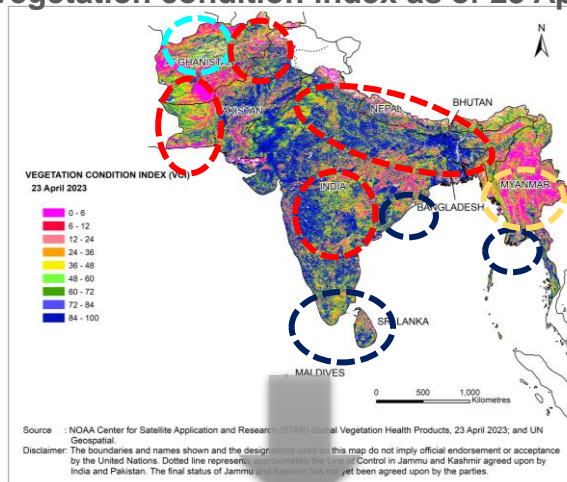 vegetation condition index as of 23 Ap
N
AFGHANISTAN
PAKISTAN
NEPAL
BHUTAN
VEGETATION CONDITION INDEX (VCI)
23 April 2023
INDIA
MYANMAR
BANGLADESH
0 - 6
6 - 12
12 - 24
24 - 36
36 - 48
48 - 60
60 - 72
72 - 84
84 - 100
SRI LANKA
MALDIVES
0 500 1,000
Kilometres
Source : NOAA Center for Satellite Application and Research (STAR) Global Vegetation Health Products, 23 April 2023; and UN
Geospatial.
Disclaimer: The boundaries and names shown and the designations used on this map do not imply official endorsement or acceptance
by the United Nations. Dotted line represents approximately the Line of Control in Jammu and Kashmir agreed upon by
India and Pakistan. The final status of Jammu and Kashmir has not yet been agreed upon by the parties.